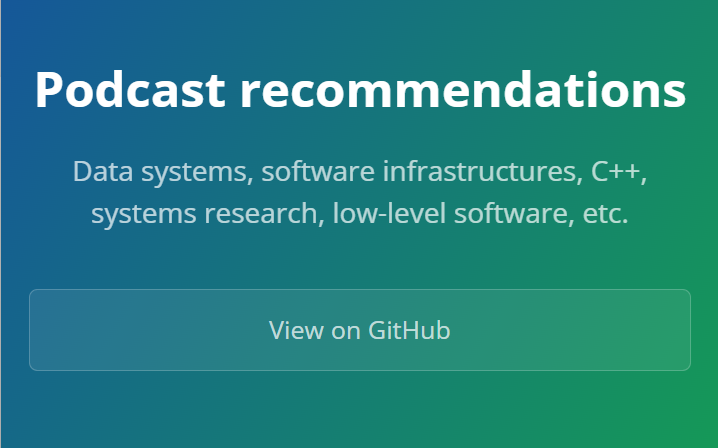 Podcast recommendations
Data systems, software infrastructures, C++,
systems research, low-level software, etc.
View on GitHub